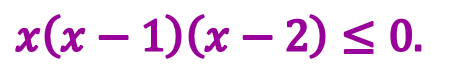 x(x − 1)(x − 2) ≤ 0.